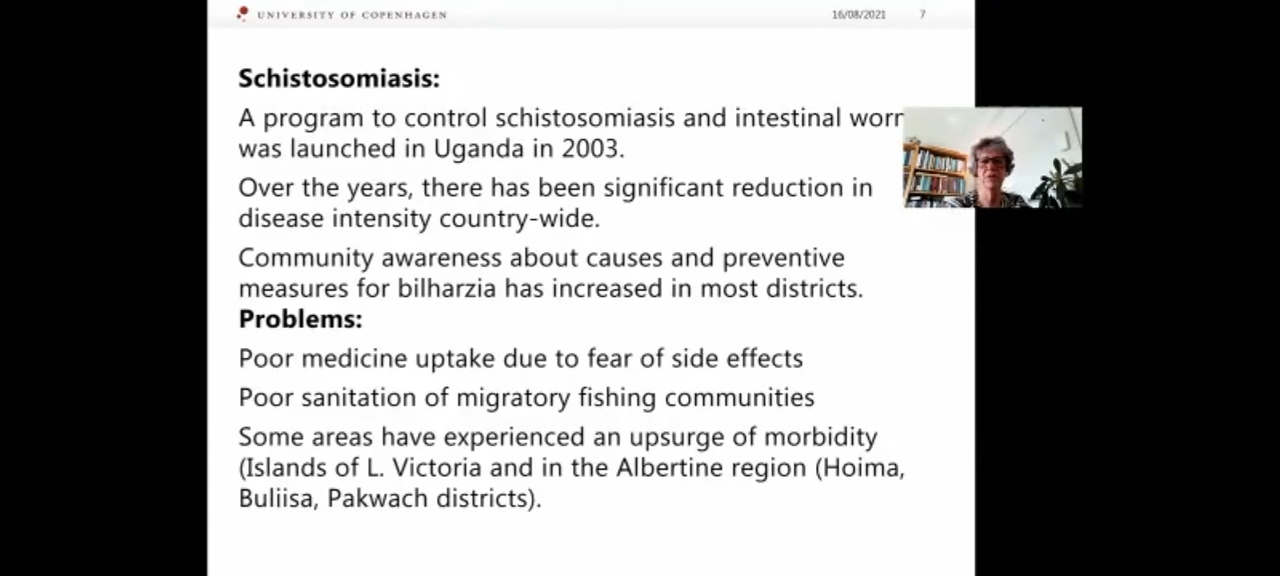 UNIVERSITY OF COPENHAGEN
16/08/2021 7
Schistosomiasis:
A program to control schistosomiasis and intestinal
was launched in Uganda in 2003.
Over the years, there has been significant reduction in
disease intensity country-wide.
Community awareness about causes and preventive
measures for bilharzia has increased in most districts.
Problems:
Poor medicine uptake due to fear of side effects
Poor sanitation of migratory fishing communities
Some areas have experienced an upsurge of morbidity
(Islands of L. Victoria and in the Albertine region (Hoima,
Buliisa, Pakwach districts).